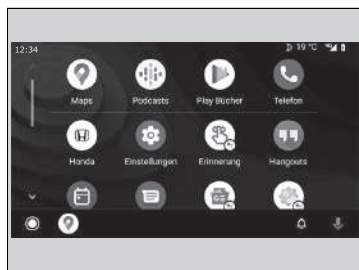 12:34 19 °C
Maps Podcasts Play Bücher Telefon
Honda Einstellungen Erinnerung Hangouts